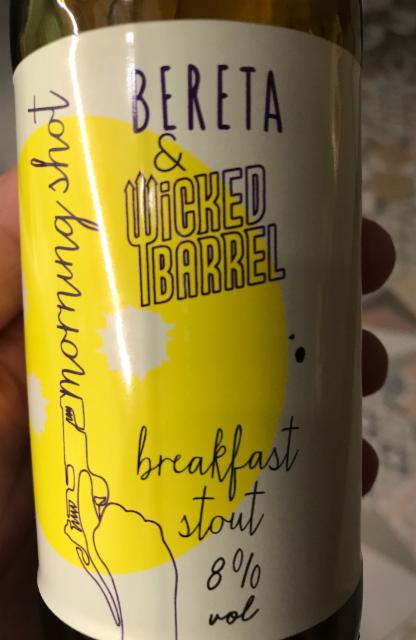 BERETA
&
WiCKED
BARREL
morning shot
breakfast
stout
8%
vol